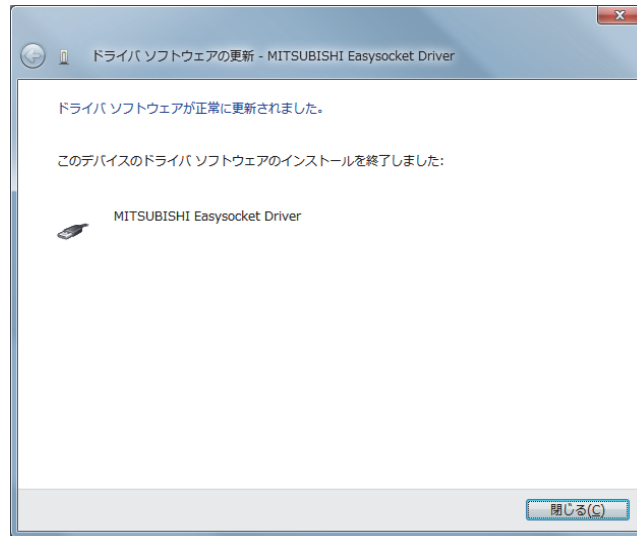 ドライバ ソフトウェアの更新 - MITSUBISHI Easysocket Driver
ドライバ ソフトウェアが正常に更新されました。
このデバイスのドライバ ソフトウェアのインストールを終了しました:
MITSUBISHI Easysocket Driver
閉じる(C)